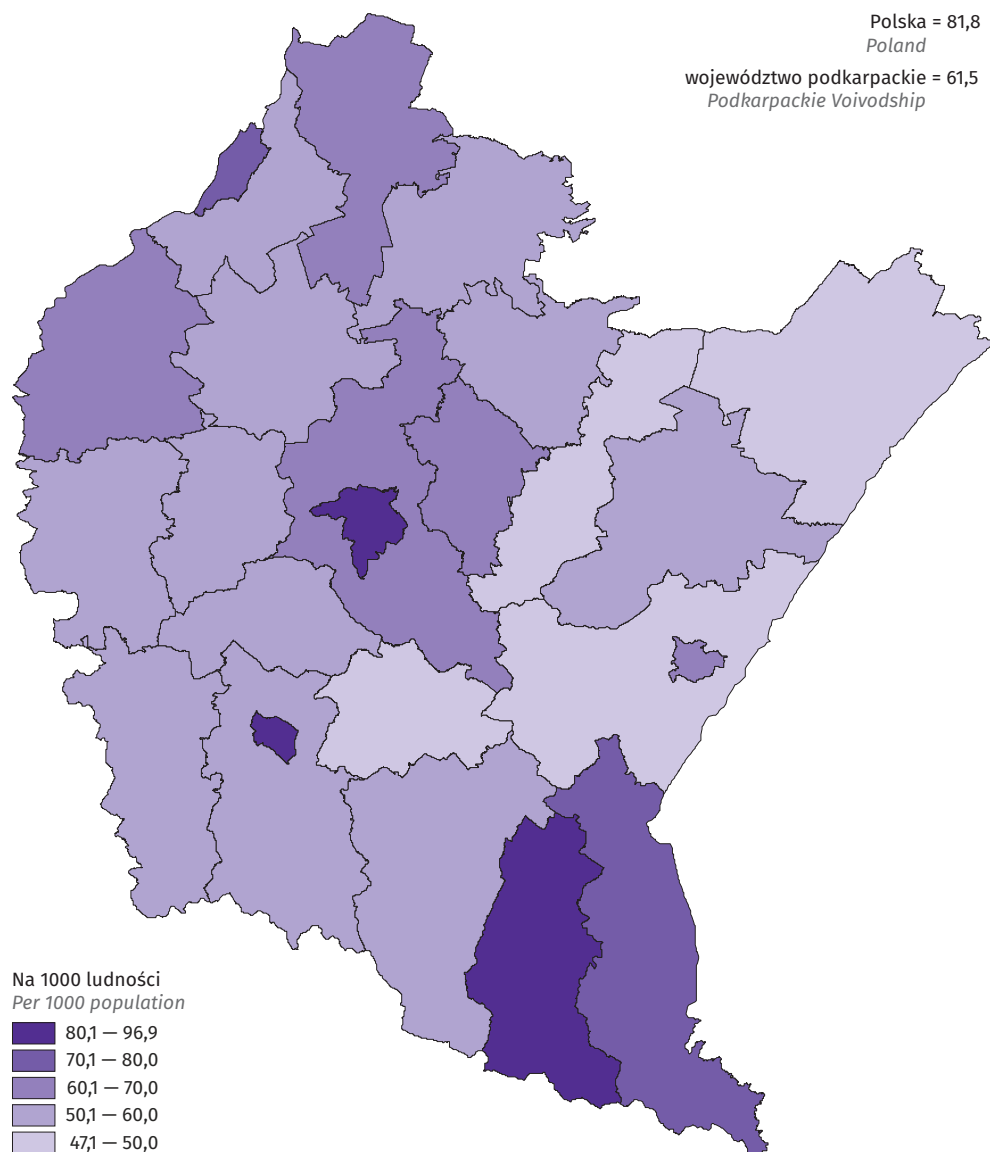 Polska = 81,8
Poland
województwo podkarpackie = 61,5
Podkarpackie Voivodship
Na 1000 ludności
Per 1000 population
80,1 — 96,9
70,1 — 80,0
60,1 — 70,0
50,1 — 60,0
47,1 — 50,0